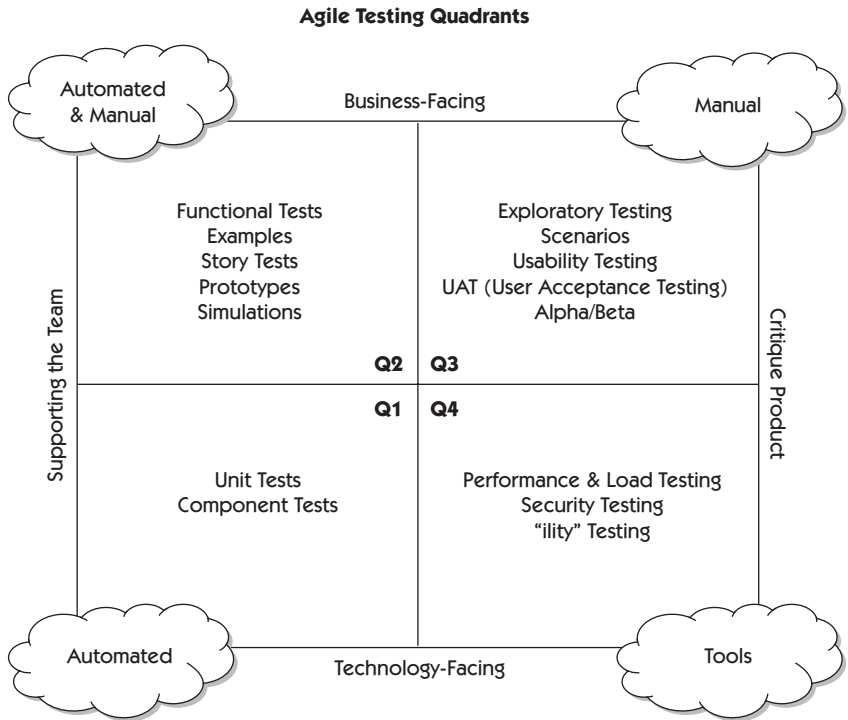 Agile Testing Quadrants
Automated
& Manual
Business-Facing
Manual
Functional Tests
Examples
Story Tests
Prototypes
Simulations
Exploratory Testing
Scenarios
Usability Testing
UAT (User Acceptance Testing)
Alpha/Beta
Supporting the Team
Critique Product
Q2
Q3
Q1
Q4
Unit Tests
Component Tests
Performance & Load Testing
Security Testing
“ility” Testing
Automated
Technology-Facing
Tools